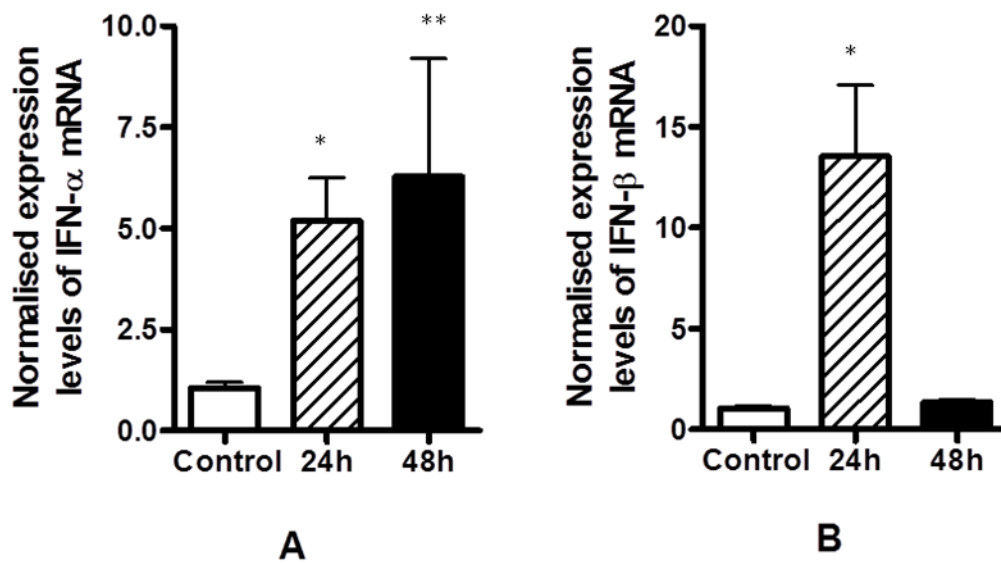 Normalised expression
levels of IFN-α mRNA
10.0
7.5
5.0
2.5
0.0
*
**
Control
24h
48h
A
Normalised expression
levels of IFN-β mRNA
20
15
10
5
0
*
Control
24h
48h
B